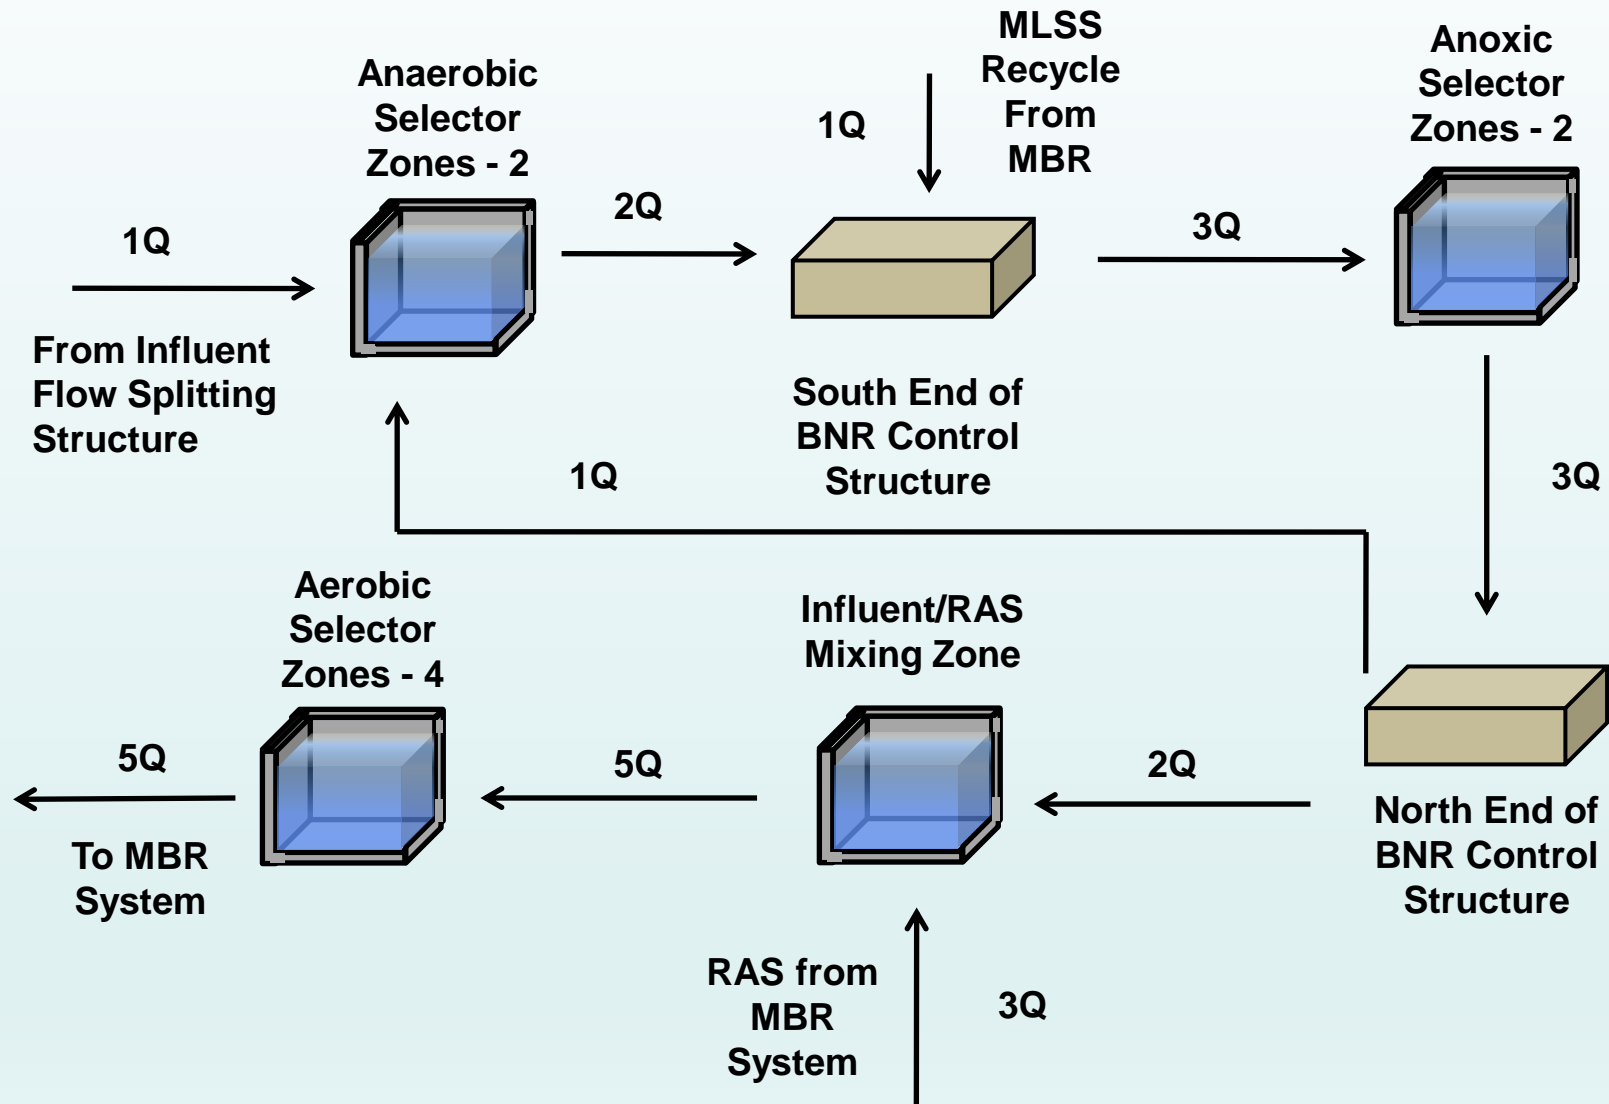 MLSS
Recycle
From
MBR
Anoxic
Selector
Zones - 2
Anaerobic
Selector
Zones - 2
1Q
2Q
3Q
1Q
From Influent
Flow Splitting
Structure
South End of
BNR Control
Structure
1Q
3Q
Aerobic
Selector
Zones - 4
Influent/RAS
Mixing Zone
5Q
5Q
2Q
To MBR
System
North End of
BNR Control
Structure
RAS from
MBR
System
3Q